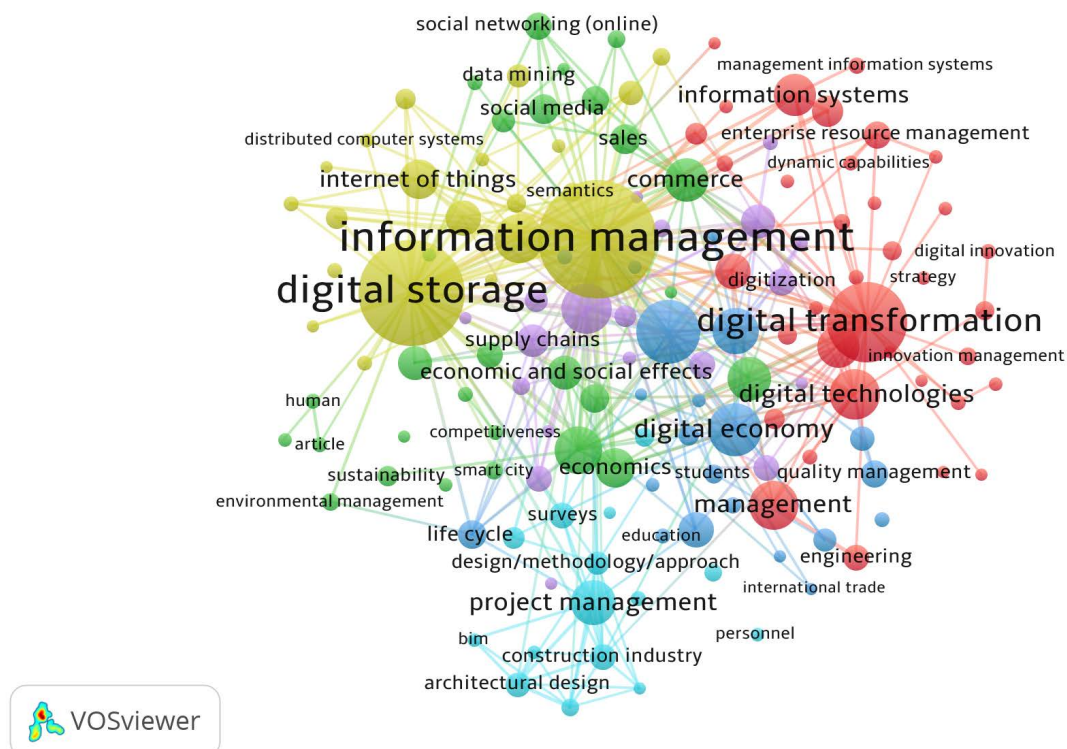 social networking (online)
management information systems
data mining
information systems
social media
enterprise resource management
sales
distributed computer systems
dynamic capabilities
internet of things
commerce
semantics
information management
digital innovation
digitization
strategy
digital storage
digital transformation
supply chains
innovation management
economic and social effects
digital technologies
human
digital economy
competitiveness
article
economics
smart city
students
quality management
sustainability
environmental management
management
surveys
life cycle
education
engineering
design/methodology/approach
international trade
project management
personnel
bim
construction industry
architectural design
VOSviewer